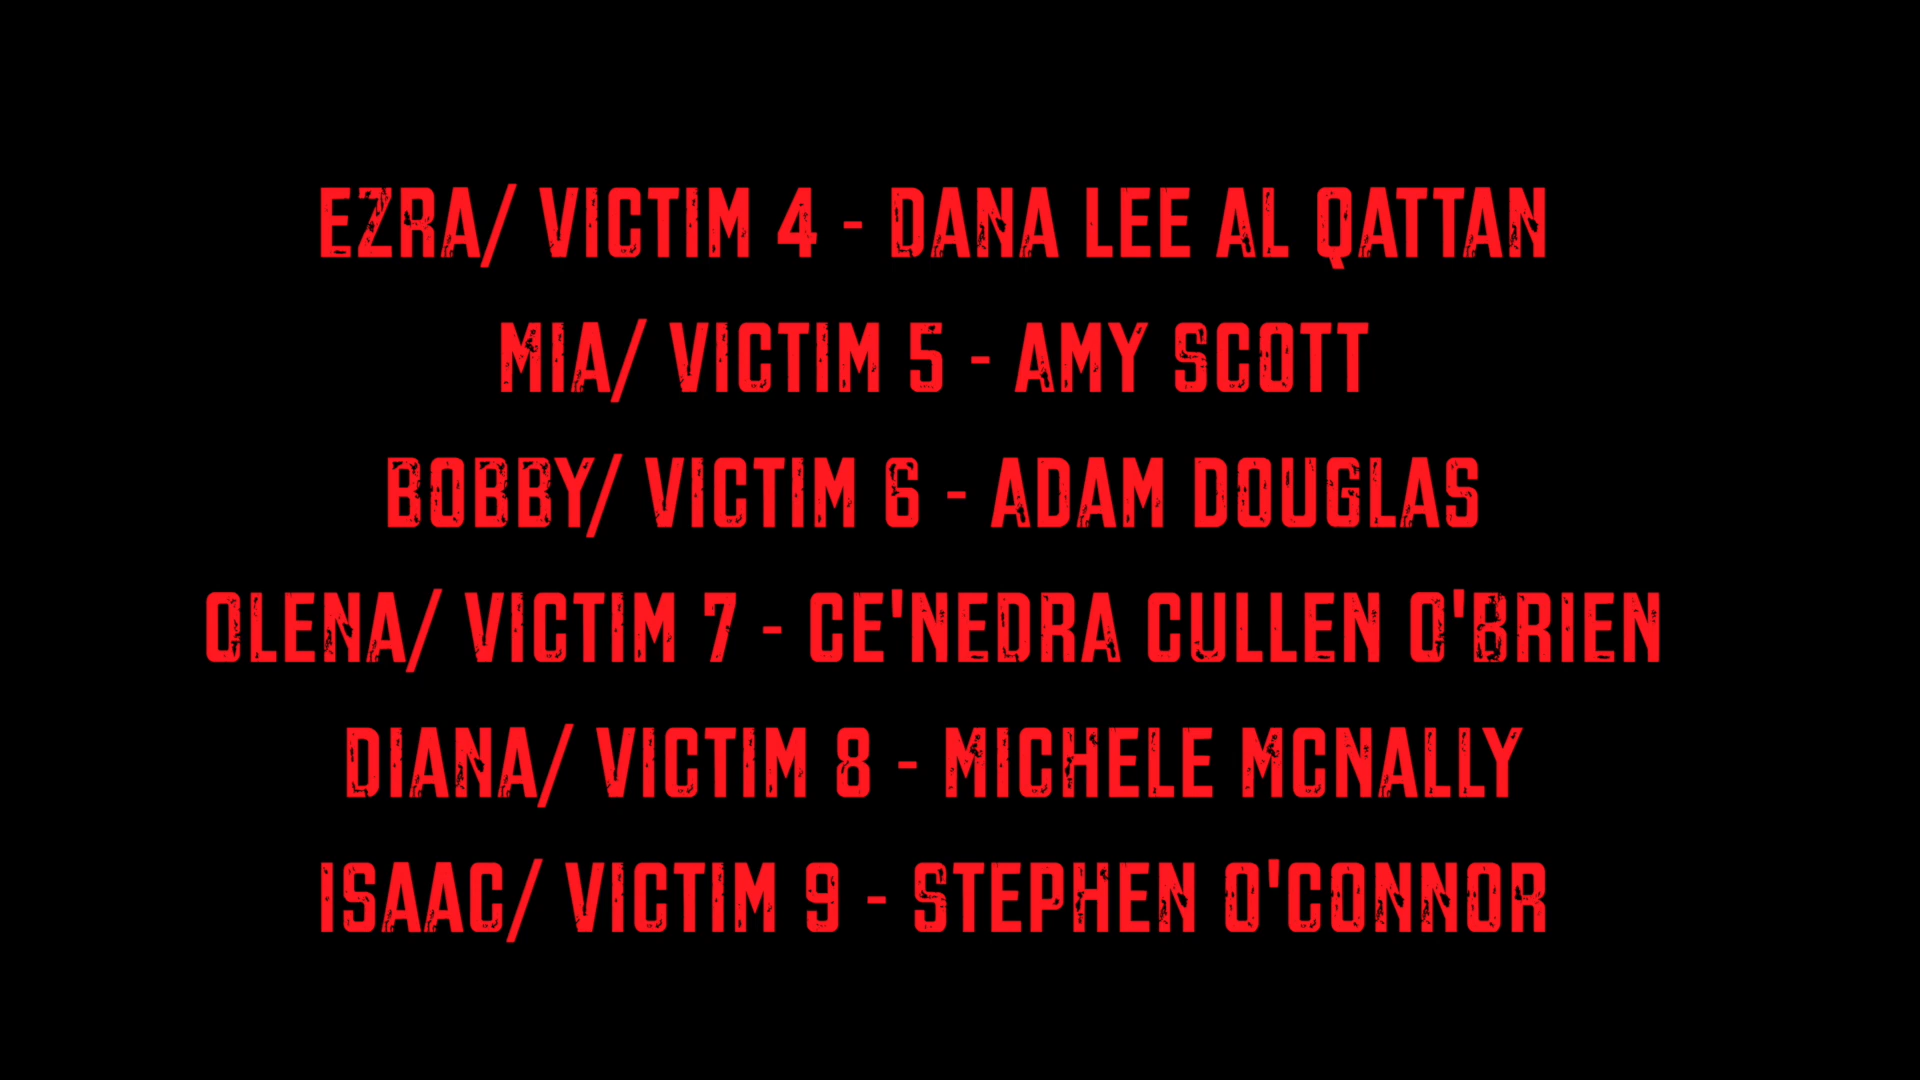 EZRA/ VICTIM 4 - DANA LEE AL QATTAN
MIA/ VICTIM 5 - AMY SCOTT
BOBBY/ VICTIM 6 - ADAM DOUGLAS
OLENA/ VICTIM 7 - CE'NEDRA CULLEN O'BRIEN
DIANA/ VICTIM 8 - MICHELE MCNALLY
ISAAC/ VICTIM 9 - STEPHEN O'CONNOR